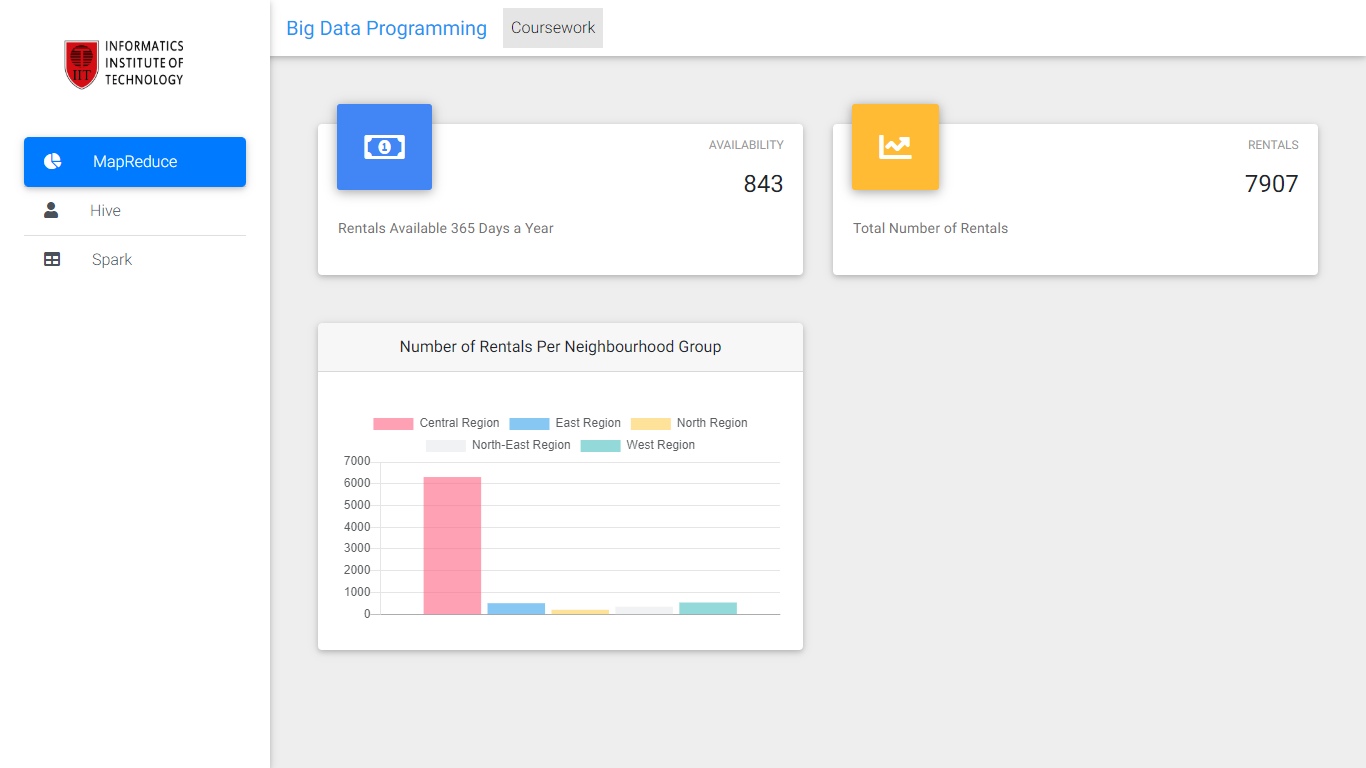 INFORMATICS
INSTITUTE OF
TECHNOLOGY
IIT
MapReduce
Hive
Spark
Big Data Programming
Coursework
AVAILABILITY
843
1
Rentals Available 365 Days a Year
RENTALS
7907
Total Number of Rentals
Number of Rentals Per Neighbourhood Group
Central Region East Region North Region
North-East Region West Region
7000
6000
5000
4000
3000
2000
1000
0